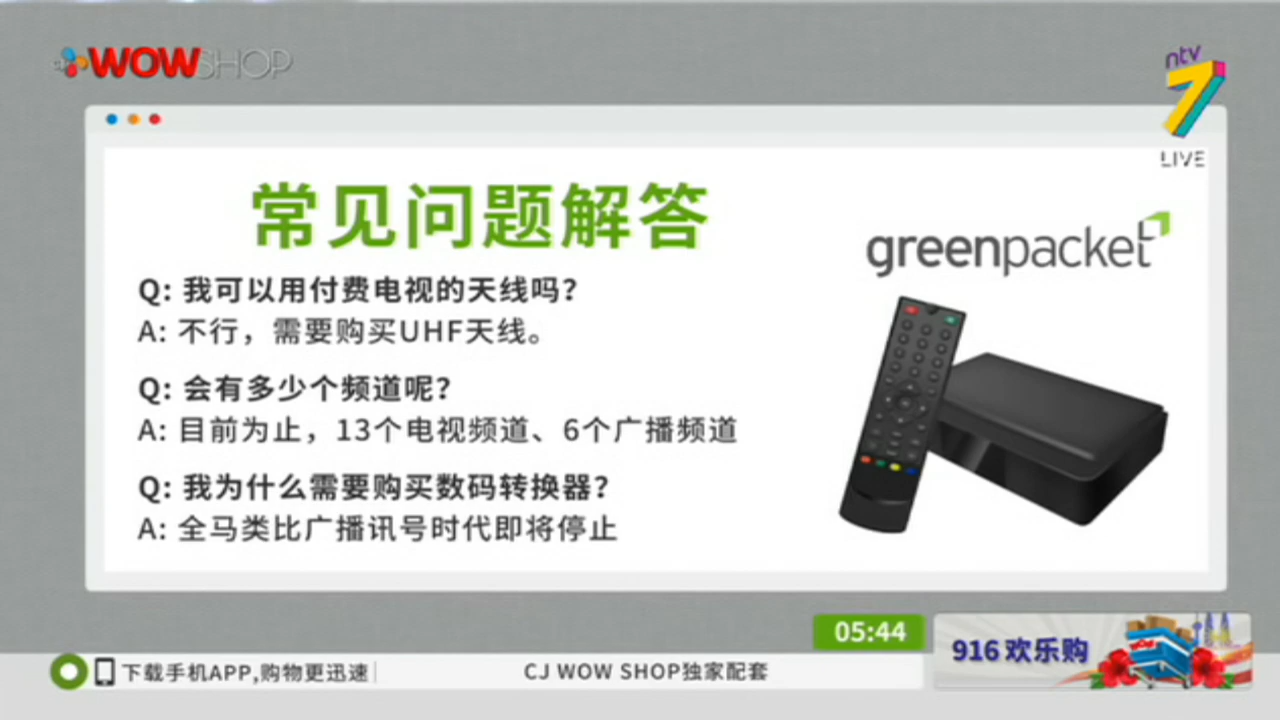 WOWSHOP
ntv
7
LIVE
常见问题解答
greenpacket
Q: 我可以用付费电视的天线吗?
A: 不行，需要购买UHF天线。
Q: 会有多少个频道呢?
A: 目前为止，13个电视频道、6个广播频道
Q: 我为什么需要购买数码转换器?
A: 全马类比广播讯号时代即将停止
05:44
916 欢乐购
下载手机APP,购物更迅速
CJ WOW SHOP独家配套